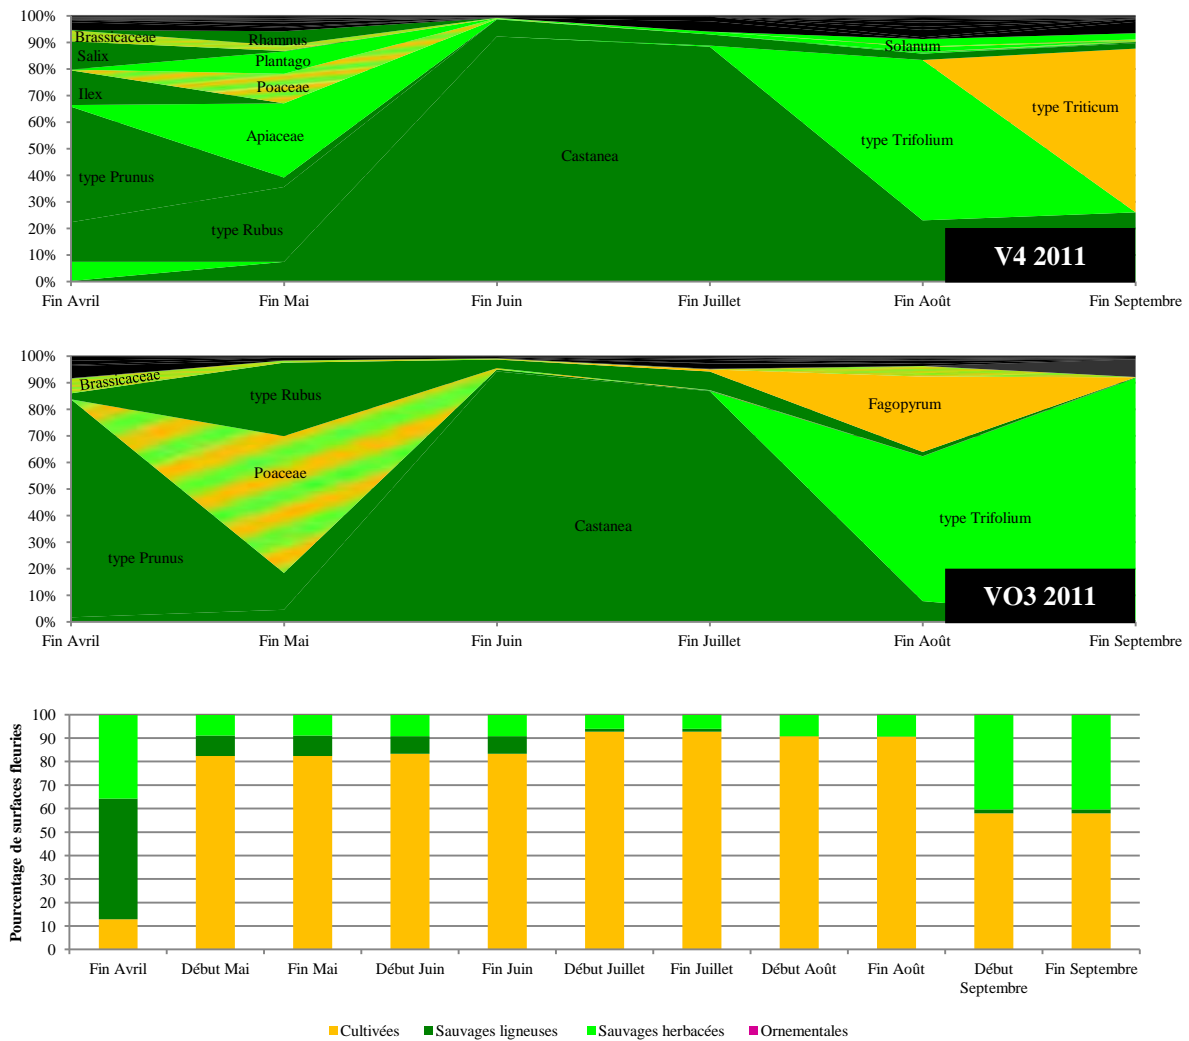 100%
90%
80%
70%
60%
50%
40%
30%
20%
10%
0%
Brassicaceae
Salix
Ilex
type Prunus
Rhamnus
Plantago
Poaceae
Apiaceae
type Rubus
Castanea
Solanum
type Trifolium
type Triticum
V4 2011
Fin Avril Fin Mai Fin Juin Fin Juillet Fin Août Fin Septembre
100%
90%
80%
70%
60%
50%
40%
30%
20%
10%
0%
Brassicaceae
type Rubus
Poaceae
type Prunus
Castanea
Fagopyrum
type Trifolium
VO3 2011
Fin Avril Fin Mai Fin Juin Fin Juillet Fin Août Fin Septembre
Pourcentage de surfaces fleuries
100
90
80
70
60
50
40
30
20
10
0
Fin Avril Début Mai Fin Mai Début Juin Fin Juin Début Juillet Fin Juillet Début Août Fin Août Début Fin Septembre
Septembre
Cultivées Sauvages ligneuses Sauvages herbacées Ornementales